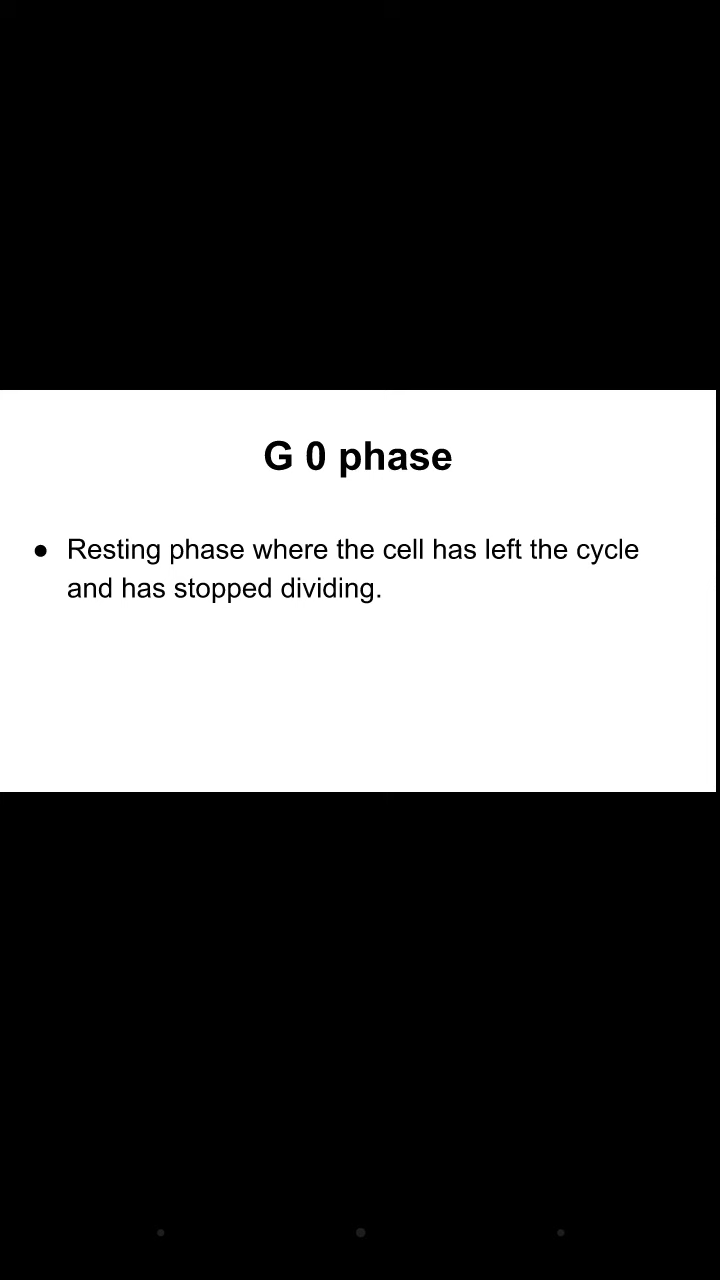 G 0 phase
● Resting phase where the cell has left the cycle
and has stopped dividing.